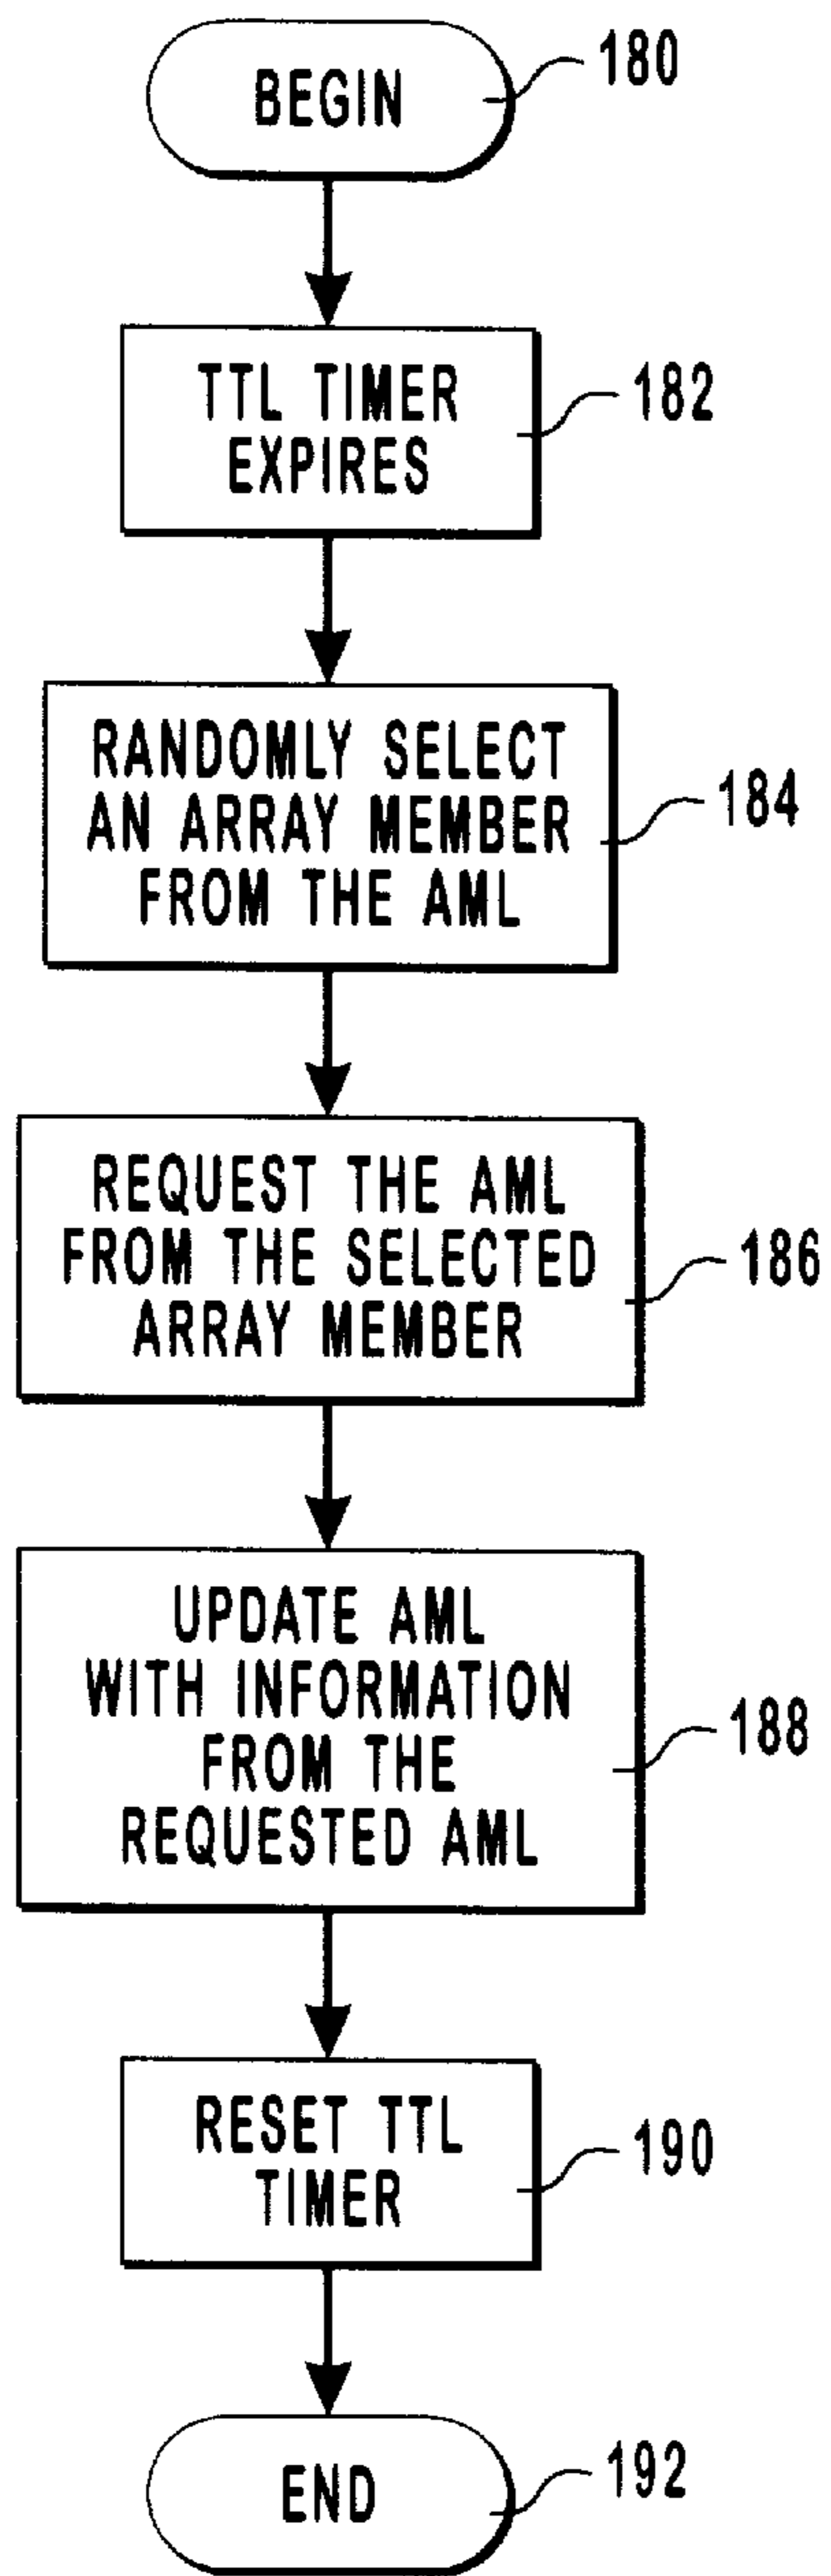 BEGIN
180
TTL TIMER
EXPIRES
182
RANDOMLY SELECT
AN ARRAY MEMBER
FROM THE AML
184
REQUEST THE AML
FROM THE SELECTED
ARRAY MEMBER
186
UPDATE AML
WITH INFORMATION
FROM THE
REQUESTED AML
188
RESET TTL
TIMER
190
END
192